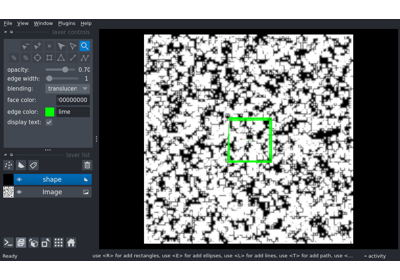 File View Window Plugins Help
layer controls
opacity: 0.70
edge width: 1
blending: translucen
face color: 00000000
edge color: lime
display text:
layer list
shape
Image
Ready
use <R> for add rectangles, use <E> for add ellipses, use <L> for add lines, use <T> for add path, use <...
activity